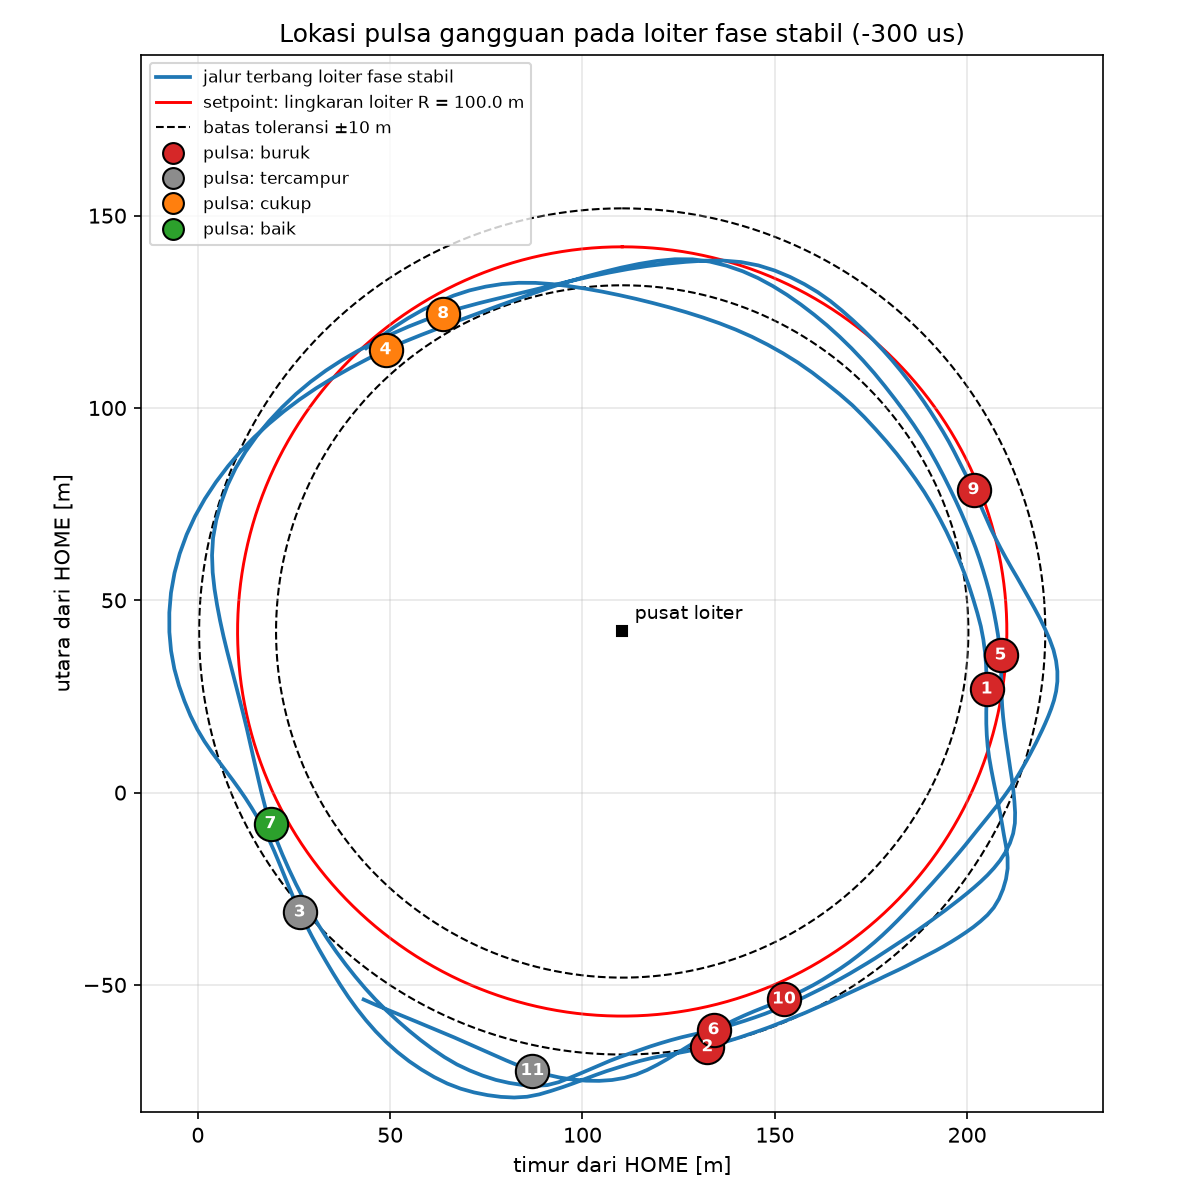 Lokasi pulsa gangguan pada loiter fase stabil (-300 us)
jalur terbang loiter fase stabil
setpoint: lingkaran loiter R = 100.0 m
batas toleransi ±10 m
pulsa: buruk
pulsa: tercampur
pulsa: cukup
pulsa: baik
150
100
50
0
−50
utara dari HOME [m]
8
4
9
pusat loiter
5
1
7
3
10
6
2
11
0
50
100
150
200
timur dari HOME [m]